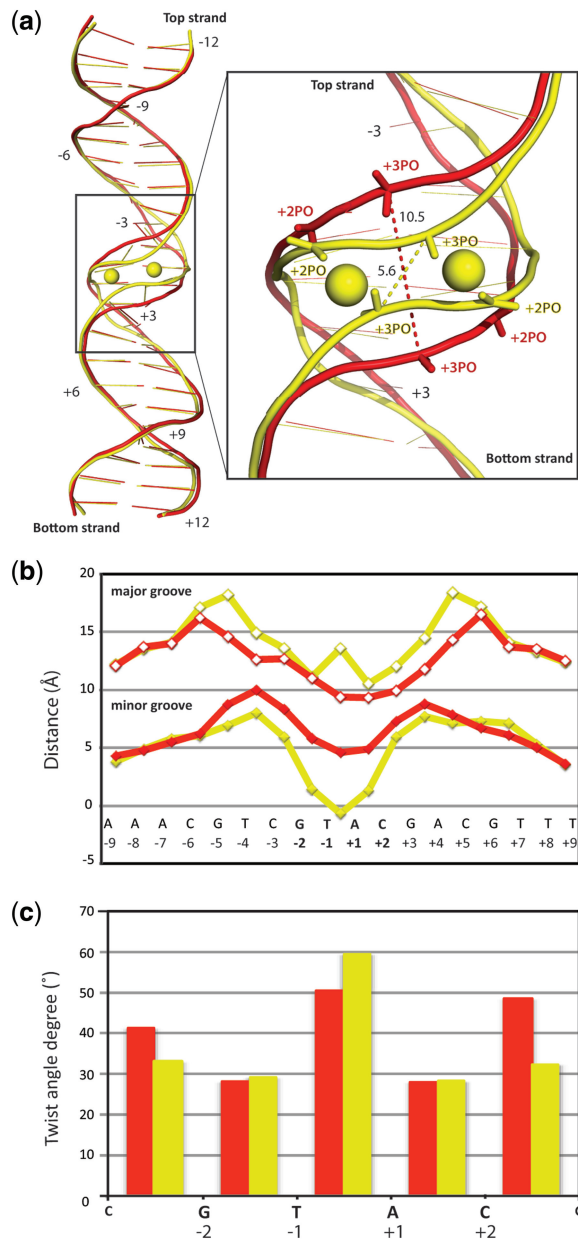 (a)
Top strand
-12
-9
-6
-3
+3
+6
+9
Bottom strand
+12
Top strand
-3
+3PO
+2PO
10.5
+3PO
+2PO
5.6
+3PO
+2PO
+2PO
+3PO
+3
Bottom strand
(b)
20
major groove
15
10
minor groove
5
0
-5
Distance (Å)
A A A C G T C G T A C G A C G T T T
-9 -8 -7 -6 -5 -4 -3 -2 -1 +1 +2 +3 +4 +5 +6 +7 +8 +9
(c)
70
60
50
40
30
20
10
0
Twist angle degree (°)
C G T A C
-2 -1 +1 +2